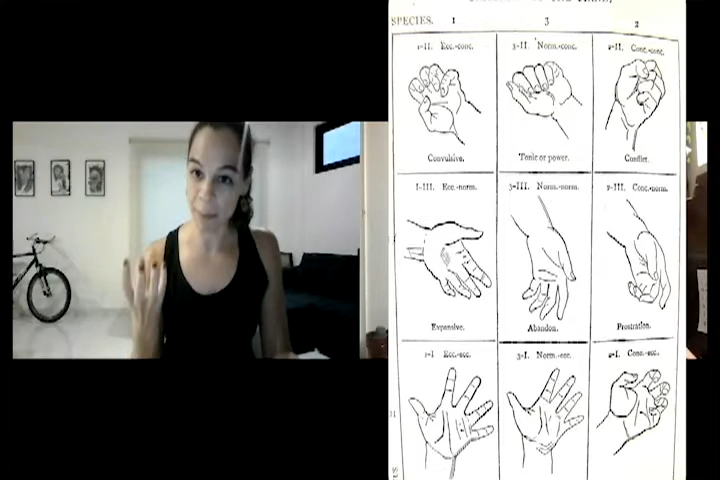 SPECIES. 1 3 2
1-II. Ecc.-conc. 3-II. Norm.-conc. 2-II. Conc.-conc.
Convulsive. Tonic or power. Conflict.
1-III. Ecc.-norm. 3-III. Norm.-norm. 2-III. Conc.-norm.
Expansive. Abandon. Prostration.
1-I Ecc.-ecc. 3-I. Norm.-ecc. 2-I. Conc.-ecc.